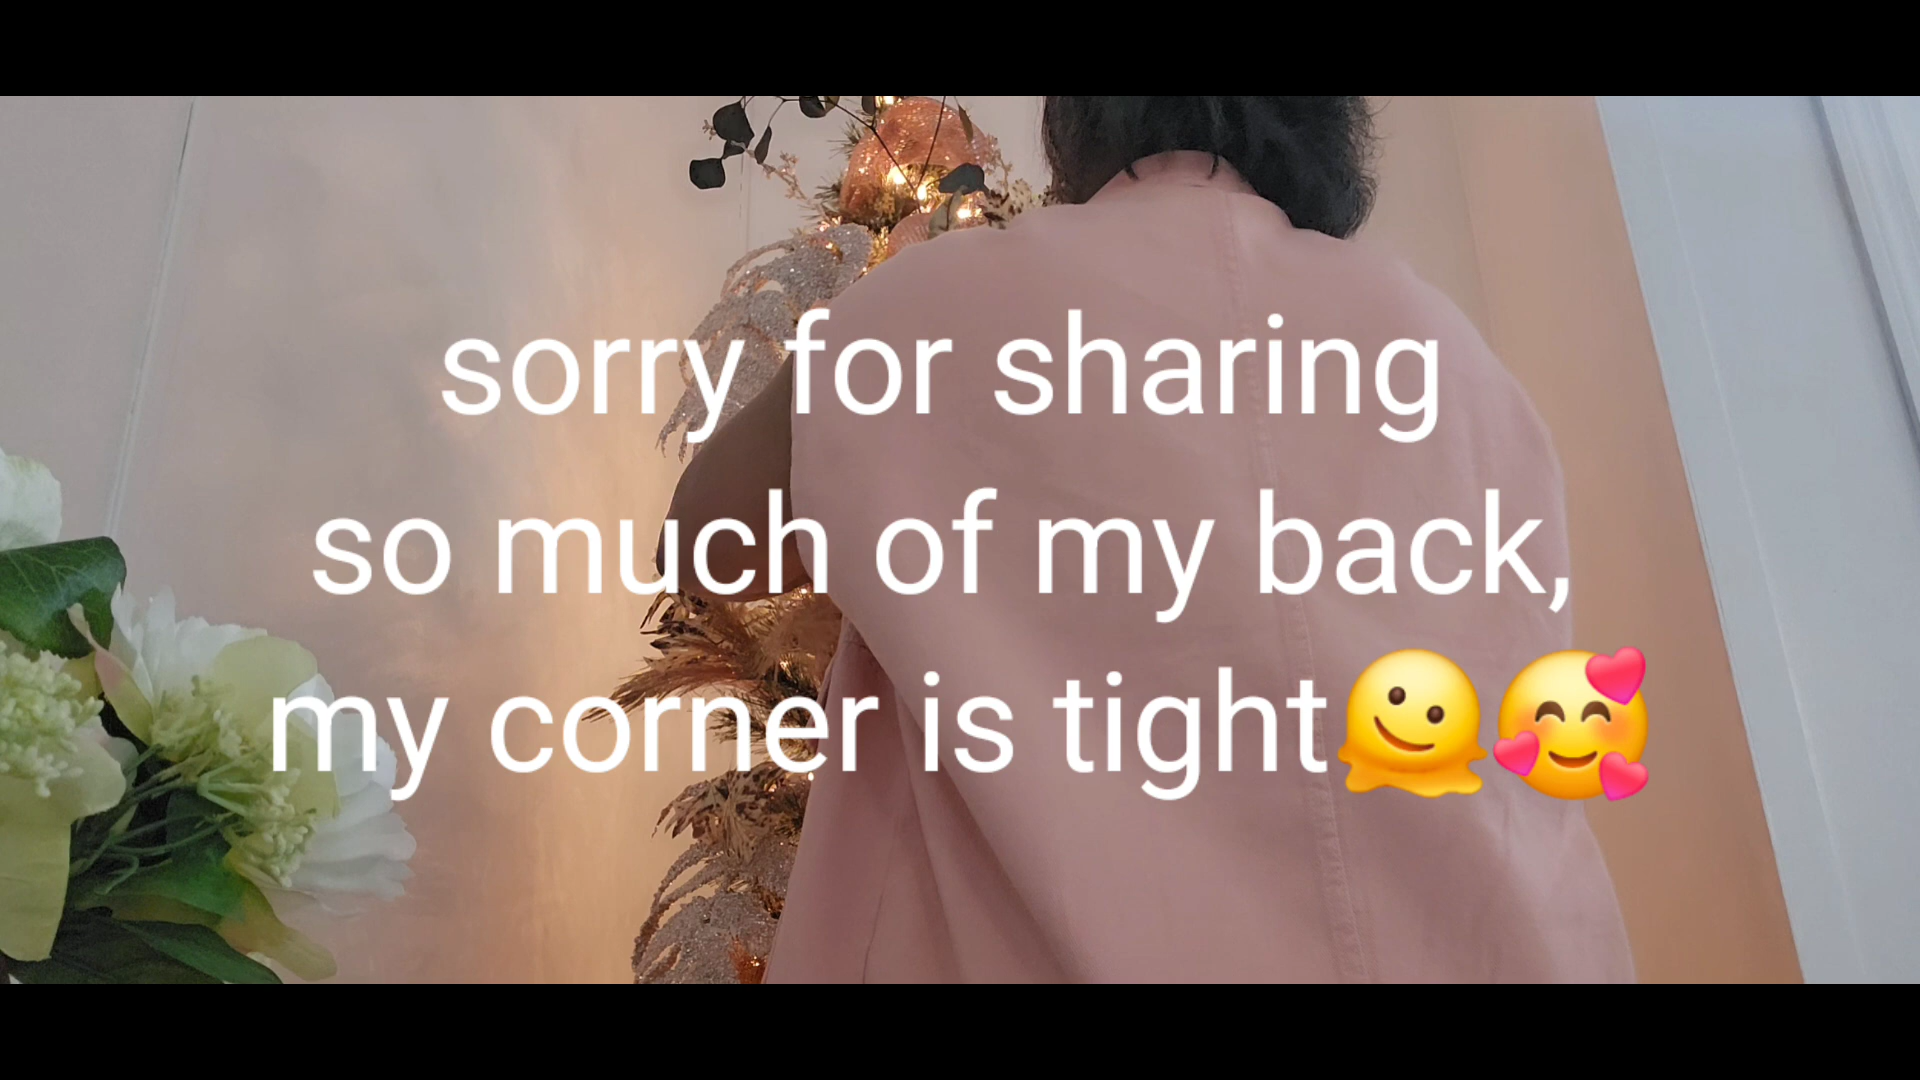 sorry for sharing
so much of my back,
my corner is tight🫠🥰